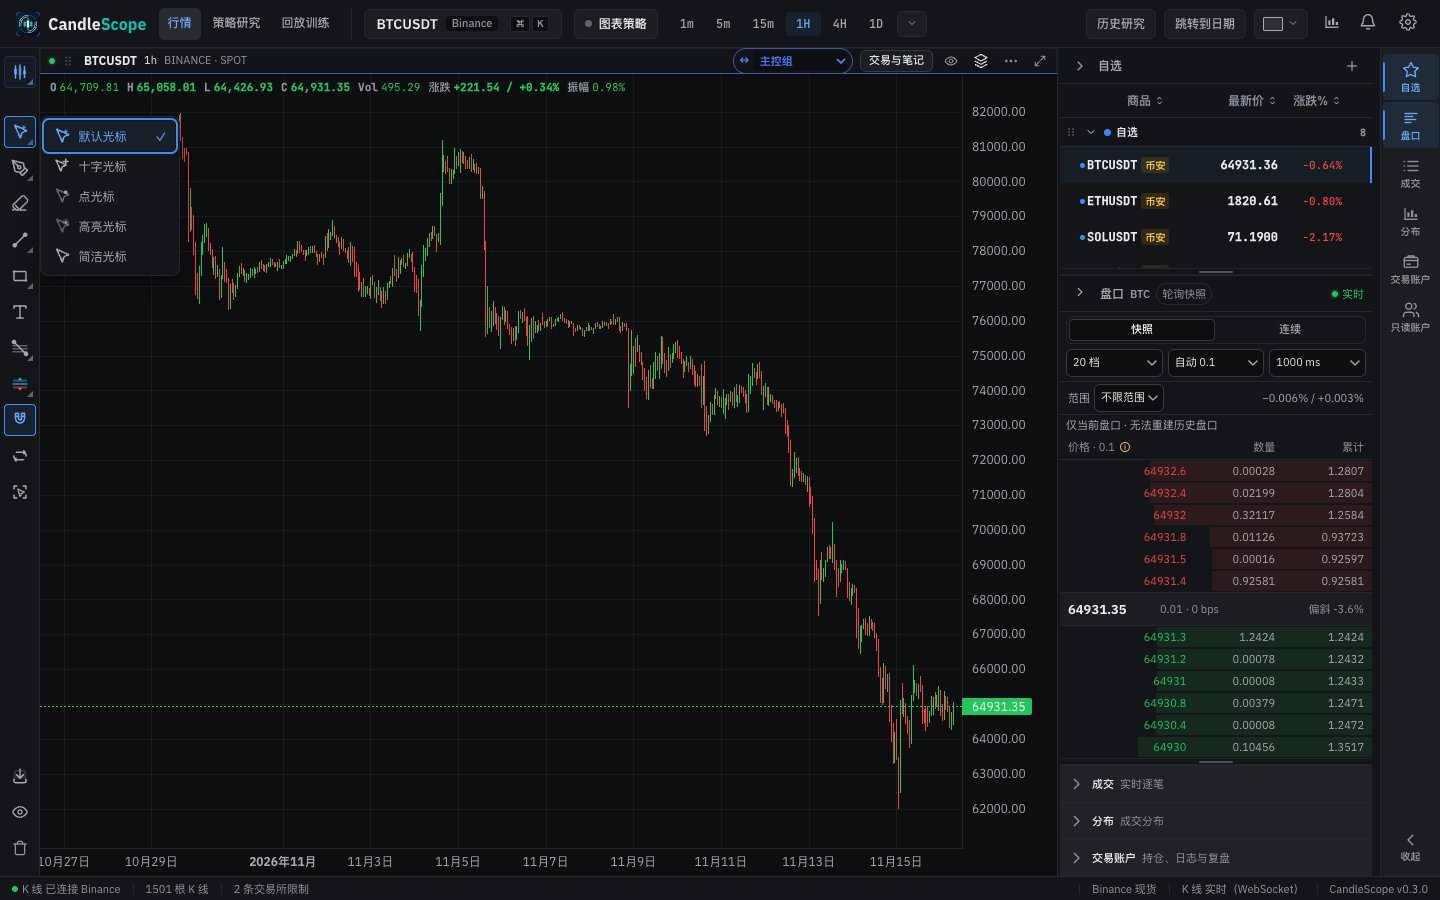 CandleScope 行情 策略研究 回放训练 BTCUSDT Binance ⌘ K 图表策略 1m 5m 15m 1H 4H 1D 历史研究 跳转到日期
BTCUSDT 1h BINANCE · SPOT 主控组 交易与笔记
O 64,709.81 H 65,058.01 L 64,426.93 C 64,931.35 Vol 495.29 涨跌 +221.54 / +0.34% 振幅 0.98%
默认光标
十字光标
点光标
高亮光标
简洁光标
82000.00
81000.00
80000.00
79000.00
78000.00
77000.00
76000.00
75000.00
74000.00
73000.00
72000.00
71000.00
70000.00
69000.00
68000.00
67000.00
66000.00
64931.35
64000.00
63000.00
62000.00
10月27日 10月29日 2026年11月 11月3日 11月5日 11月7日 11月9日 11月11日 11月13日 11月15日
自选
商品 最新价 涨跌%
自选 8
BTCUSDT 币安 64931.36 -0.64%
ETHUSDT 币安 1820.61 -0.80%
SOLUSDT 币安 71.1900 -2.17%
盘口 BTC 轮询快照 实时
快照 连续
20 档 自动 0.1 1000 ms
范围 不限范围 −0.006% / +0.003%
仅当前盘口 · 无法重建历史盘口
价格 · 0.1 数量 累计
64932.6 0.00028 1.2807
64932.4 0.02199 1.2804
64932 0.32117 1.2584
64931.8 0.01126 0.93723
64931.5 0.00016 0.92597
64931.4 0.92581 0.92581
64931.35 0.01 · 0 bps 偏斜 -3.6%
64931.3 1.2424 1.2424
64931.2 0.00078 1.2432
64931 0.00008 1.2433
64930.8 0.00379 1.2471
64930.4 0.00008 1.2472
64930 0.10456 1.3517
成交 实时逐笔
分布 成交分布
交易账户 持仓、日志与复盘
自选
盘口
成交
分布
交易账户
只读账户
收起
K 线 已连接 Binance 1501 根 K 线 2 条交易所限制 Binance 现货 K 线 实时（WebSocket） CandleScope v0.3.0